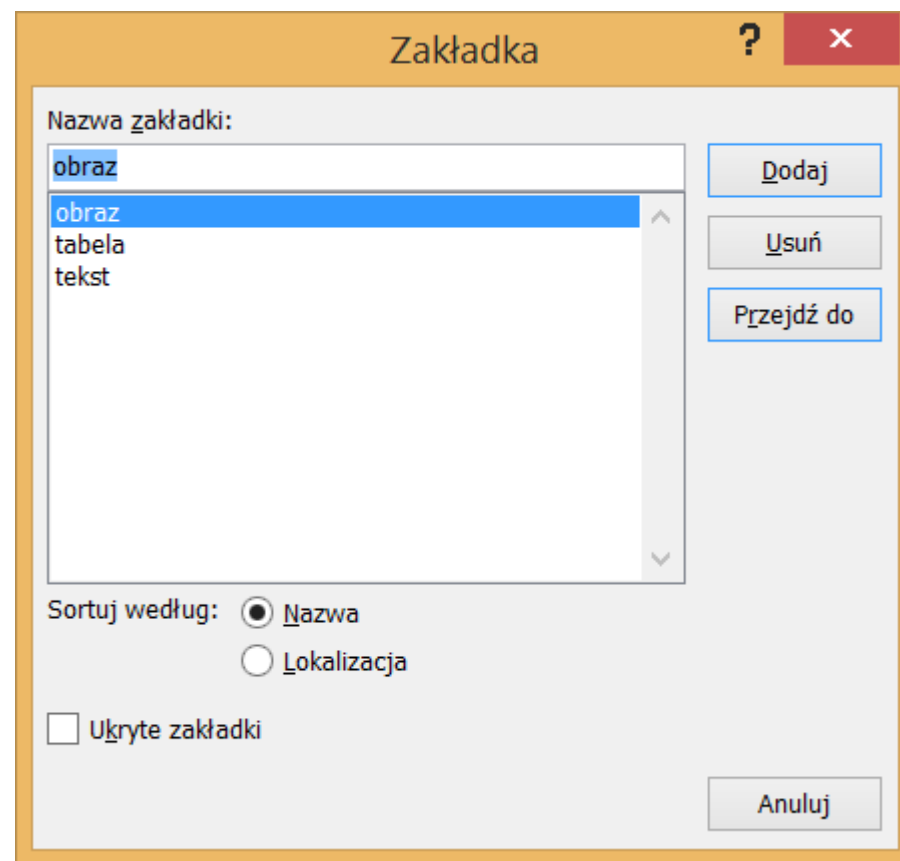 Zakładka
?
Nazwa zakładki:
obraz
Dodaj
obraz
tabela
tekst
Usuń
Przejdź do
Sortuj według:
Nazwa
Lokalizacja
Ukryte zakładki
Anuluj